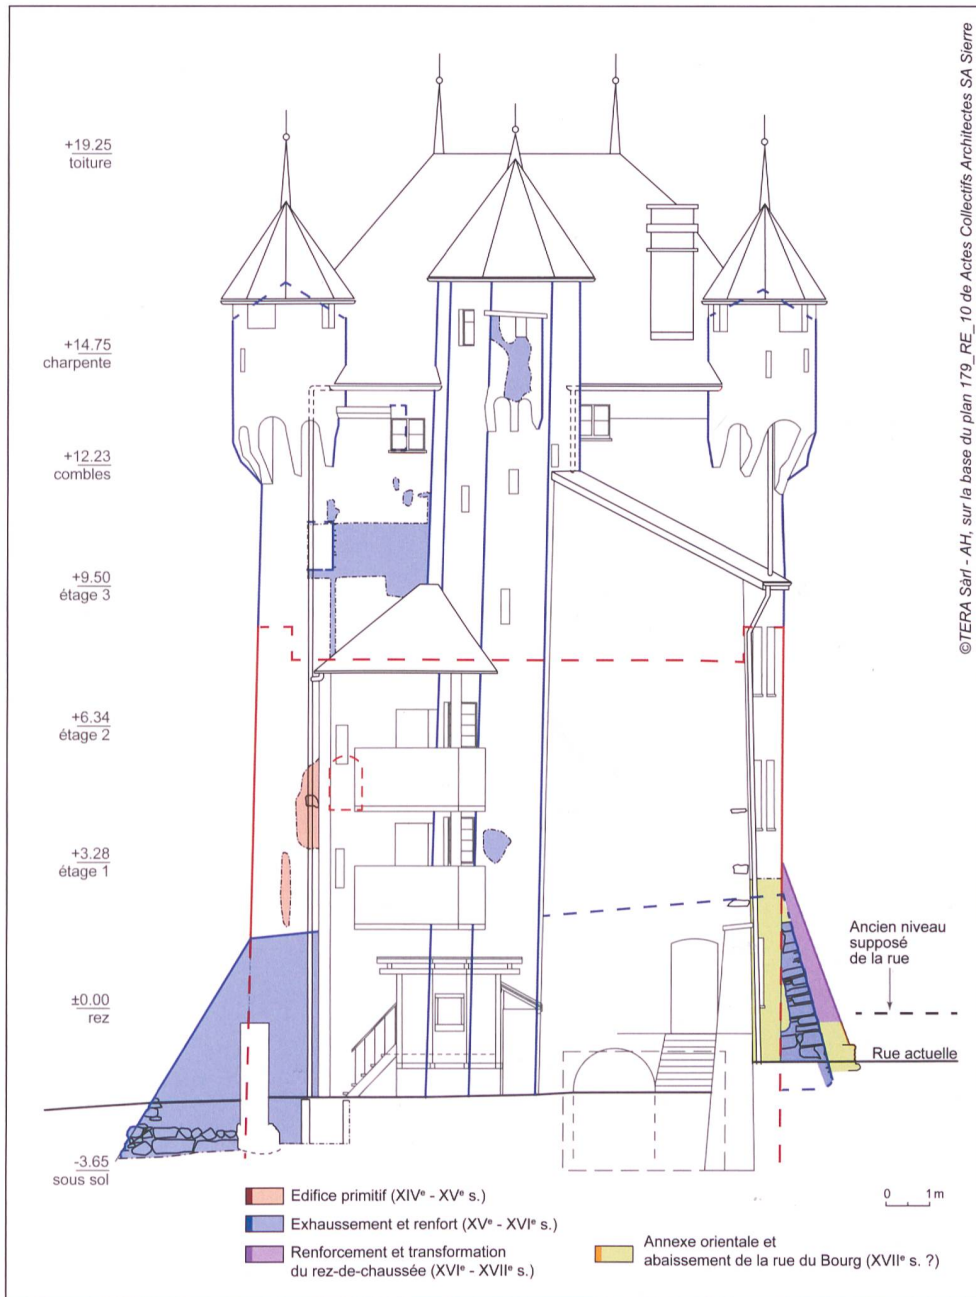 ©TERA Sàrl - AH, sur la base du plan 179_RE_10 de Actes Collectifs Architectes SA Sierre
+19.25
toiture
+14.75
charpente
+12.23
combles
+9.50
étage 3
+6.34
étage 2
+3.28
étage 1
±0.00
rez
-3.65
sous sol
Ancien niveau
supposé
de la rue
Rue actuelle
0 1 m
Edifice primitif (XIVᵉ - XVᵉ s.)
Exhaussement et renfort (XVᵉ - XVIᵉ s.)
Renforcement et transformation
du rez-de-chaussée (XVIᵉ - XVIIᵉ s.)
Annexe orientale et
abaissement de la rue du Bourg (XVIIᵉ s. ?)